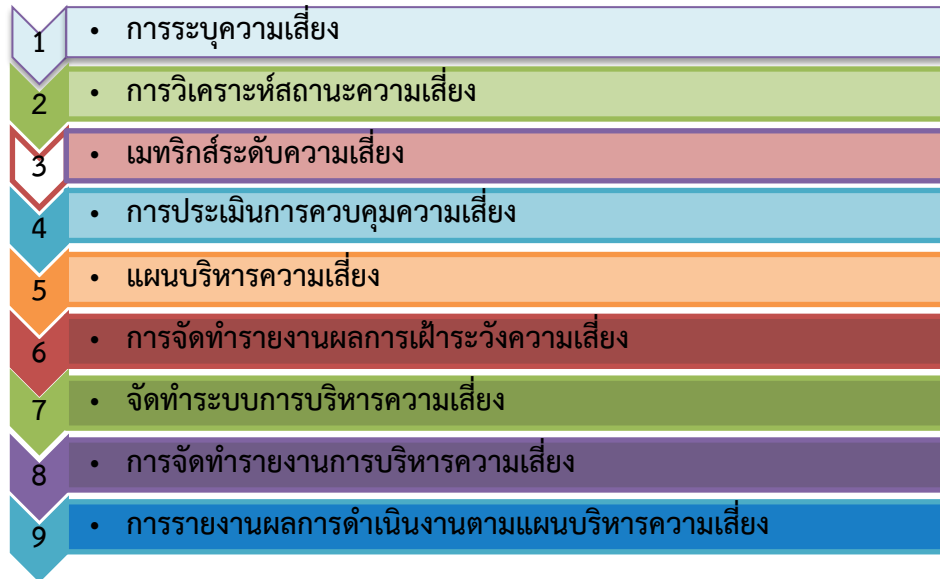 1 • การระบุความเสี่ยง
2 • การวิเคราะห์สถานะความเสี่ยง
3 • เมทริกส์ระดับความเสี่ยง
4 • การประเมินการควบคุมความเสี่ยง
5 • แผนบริหารความเสี่ยง
6 • การจัดทำรายงานผลการเฝ้าระวังความเสี่ยง
7 • จัดทำระบบการบริหารความเสี่ยง
8 • การจัดทำรายงานการบริหารความเสี่ยง
9 • การรายงานผลการดำเนินงานตามแผนบริหารความเสี่ยง